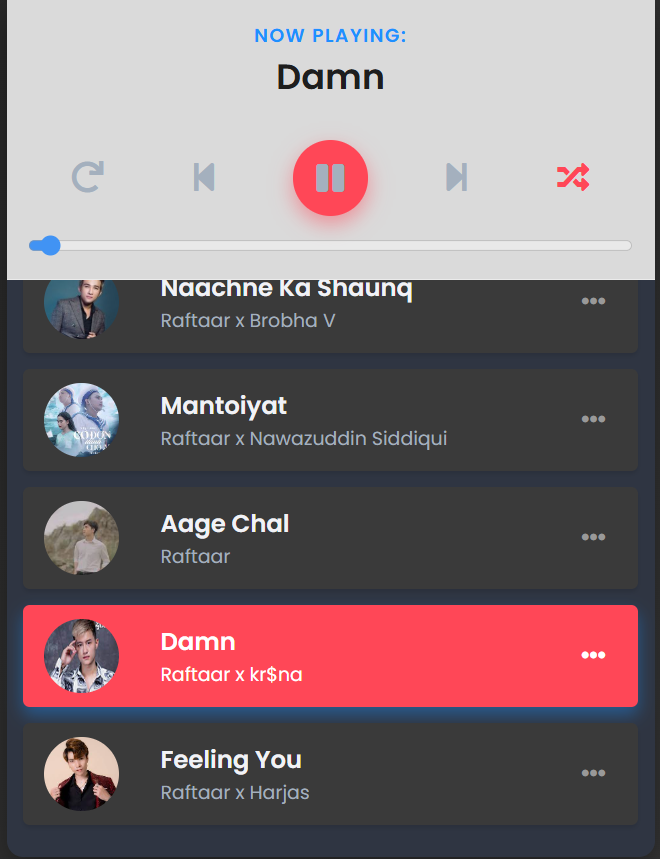 NOW PLAYING:
Damn
Naachne Ka Shaunq
Raftaar x Brobha V
Mantoiyat
Raftaar x Nawazuddin Siddiqui
Aage Chal
Raftaar
Damn
Raftaar x kr$na
Feeling You
Raftaar x Harjas